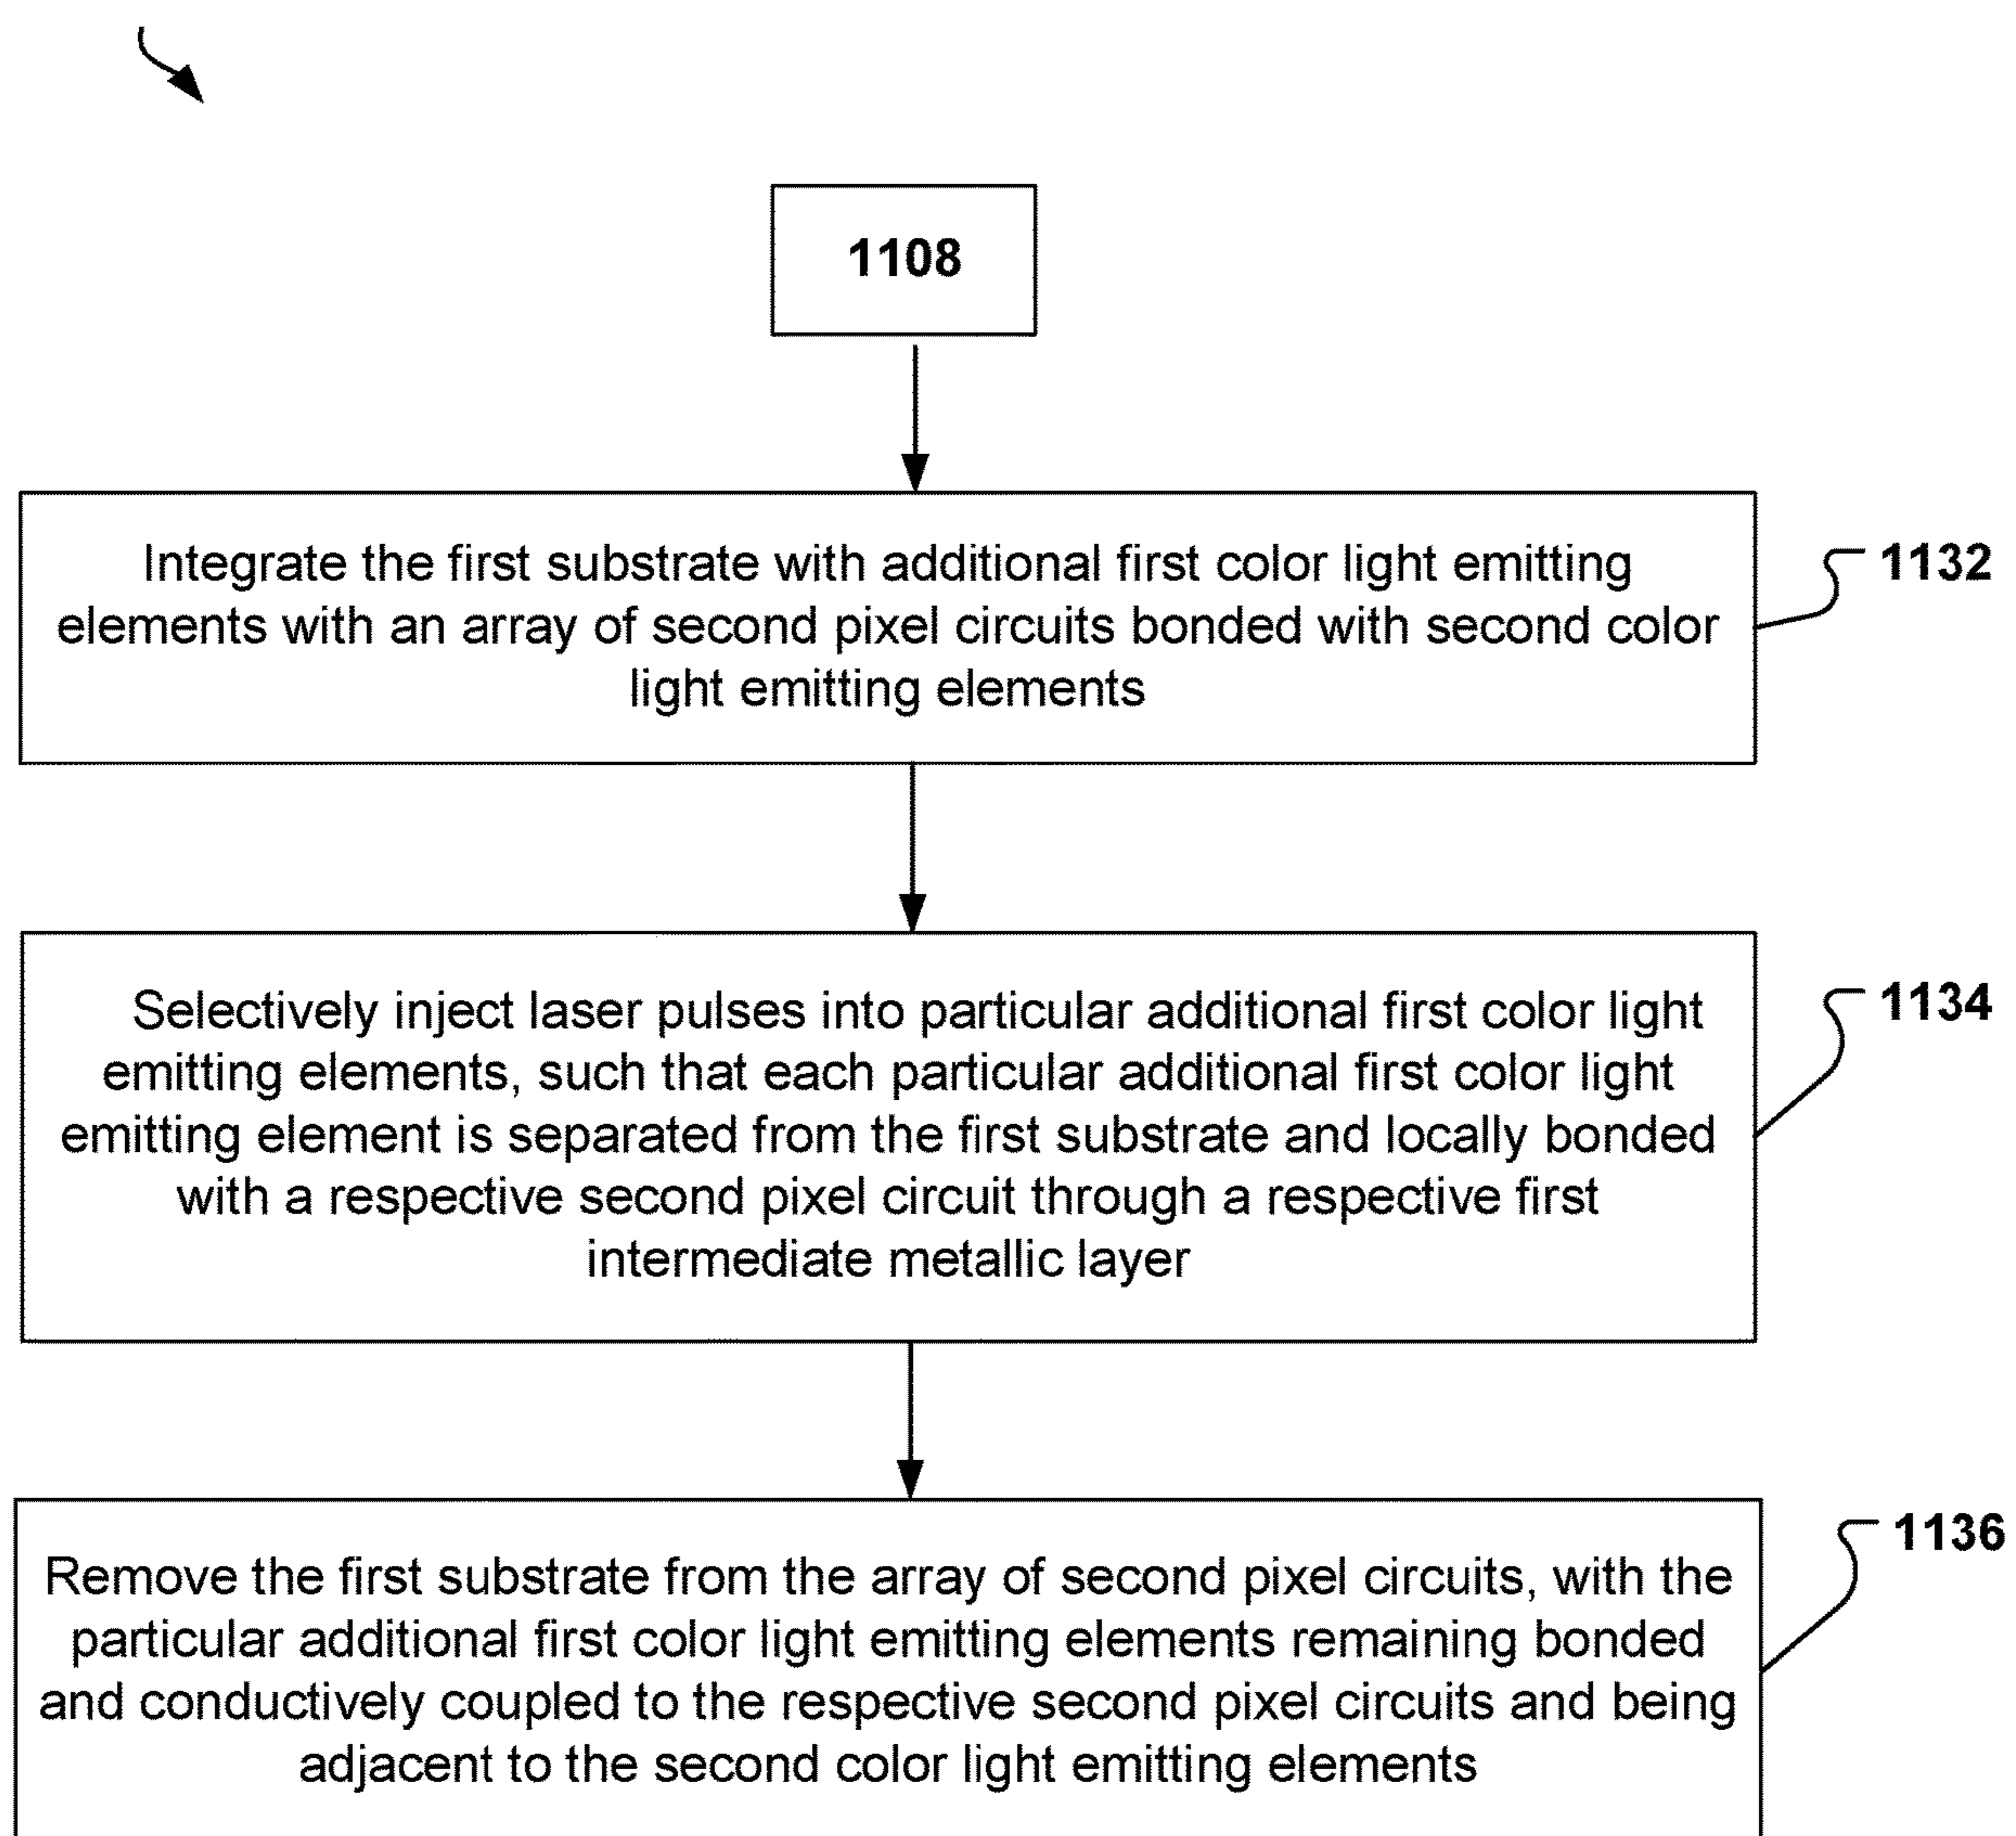 1108
Integrate the first substrate with additional first color light emitting
elements with an array of second pixel circuits bonded with second color
light emitting elements
1132
Selectively inject laser pulses into particular additional first color light
emitting elements, such that each particular additional first color light
emitting element is separated from the first substrate and locally bonded
with a respective second pixel circuit through a respective first
intermediate metallic layer
1134
Remove the first substrate from the array of second pixel circuits, with the
particular additional first color light emitting elements remaining bonded
and conductively coupled to the respective second pixel circuits and being
adjacent to the second color light emitting elements
1136